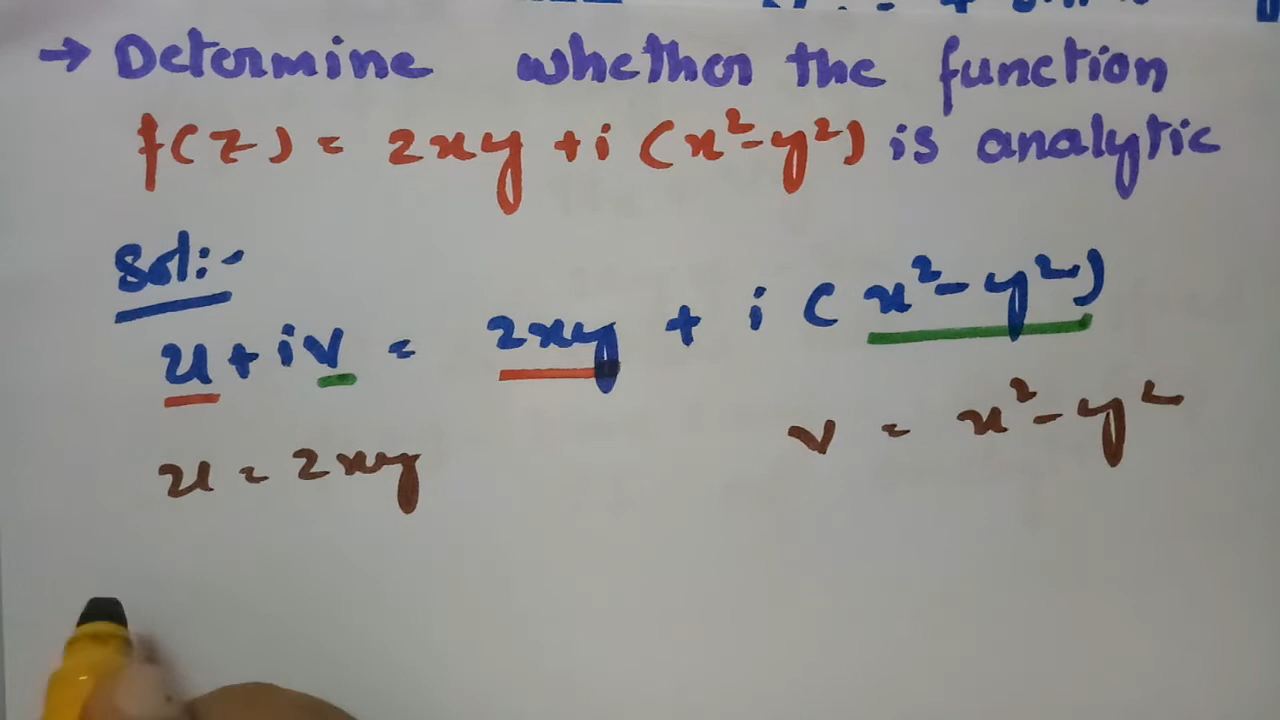 → Determine whether the function
f(z) = 2xy + i (x²-y²) is analytic
Sol:-
u + iv = 2xy + i (x²-y²)
u = 2xy v = x²-y²